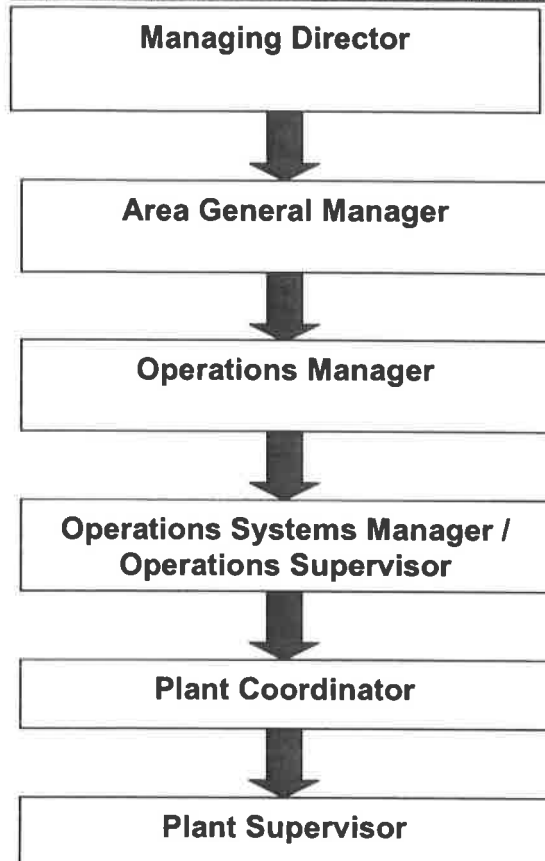 Managing Director
Area General Manager
Operations Manager
Operations Systems Manager /
Operations Supervisor
Plant Coordinator
Plant Supervisor